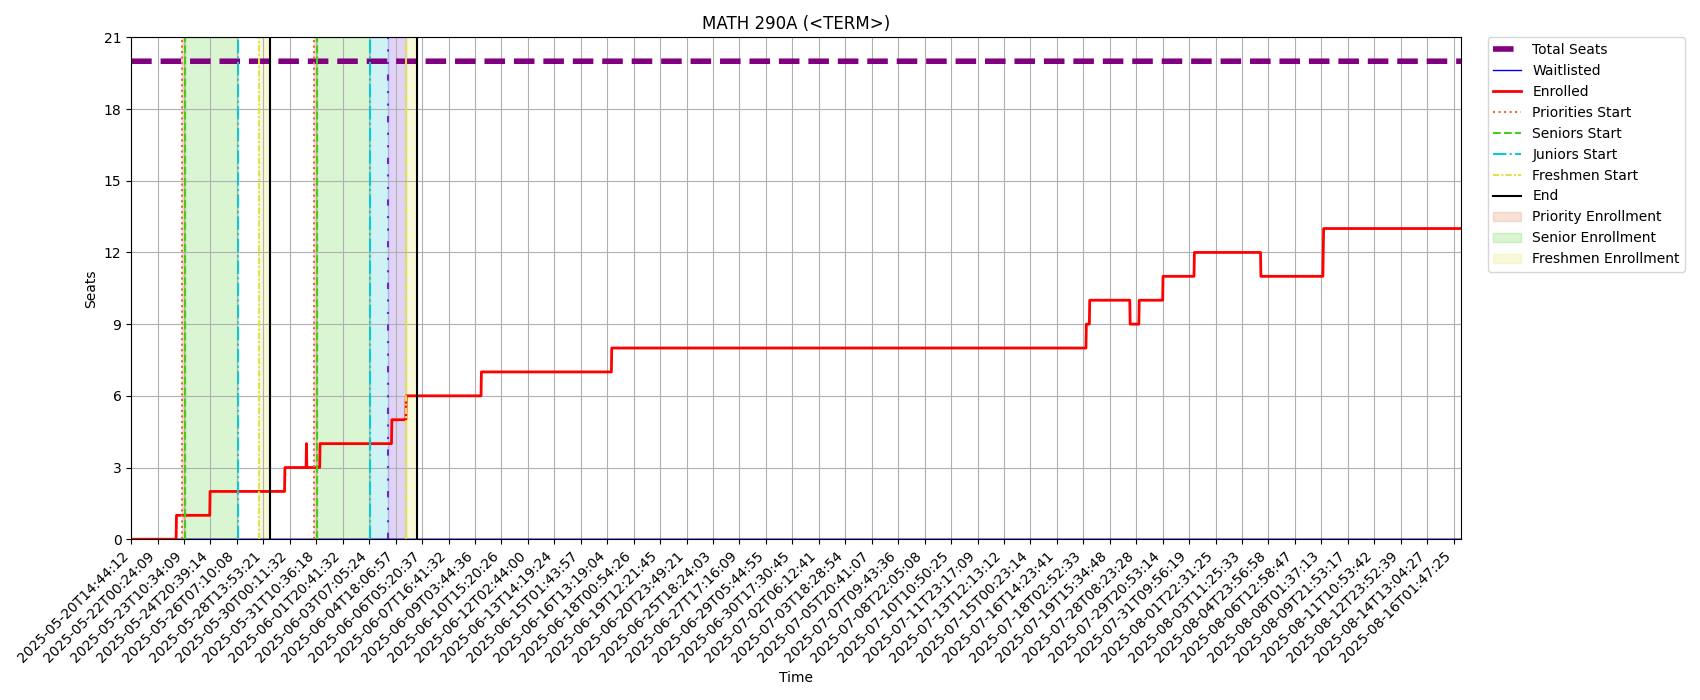 MATH 290A (<TERM>)
21
18
15
12
9
6
3
0
Seats
2025-05-20T14:44:12
2025-05-22T00:24:09
2025-05-23T10:34:09
2025-05-24T20:39:14
2025-05-26T07:10:08
2025-05-28T13:53:21
2025-05-30T00:11:32
2025-05-31T10:36:18
2025-06-01T20:41:32
2025-06-03T07:05:24
2025-06-04T18:06:57
2025-06-06T05:20:37
2025-06-07T16:41:32
2025-06-09T03:44:36
2025-06-10T15:20:26
2025-06-12T02:44:00
2025-06-13T14:19:24
2025-06-15T01:43:57
2025-06-16T13:19:04
2025-06-18T00:54:26
2025-06-19T12:21:45
2025-06-20T23:49:21
2025-06-25T18:24:03
2025-06-27T17:16:09
2025-06-29T05:44:55
2025-06-30T17:30:45
2025-07-02T06:12:41
2025-07-03T18:28:54
2025-07-05T20:41:07
2025-07-07T09:43:36
2025-07-08T22:05:08
2025-07-10T10:50:25
2025-07-11T23:17:09
2025-07-13T12:13:12
2025-07-15T00:23:14
2025-07-16T14:23:41
2025-07-18T02:52:33
2025-07-19T15:34:48
2025-07-28T08:23:28
2025-07-29T20:53:14
2025-07-31T09:56:19
2025-08-01T22:31:25
2025-08-03T11:25:33
2025-08-04T23:56:58
2025-08-06T12:58:47
2025-08-08T01:37:13
2025-08-09T21:53:17
2025-08-11T10:53:42
2025-08-12T23:52:39
2025-08-14T13:04:27
2025-08-16T01:47:25
Time
Total Seats
Waitlisted
Enrolled
Priorities Start
Seniors Start
Juniors Start
Freshmen Start
End
Priority Enrollment
Senior Enrollment
Freshmen Enrollment